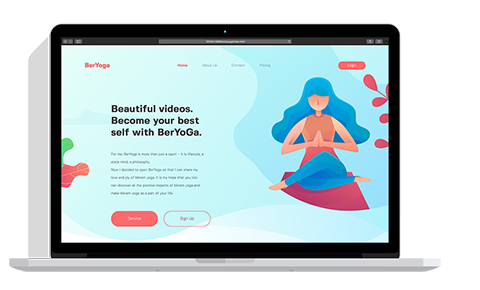 BerYoga
Home About Us Contact Pricing
Login
Beautiful videos.
Become your best
self with BerYoGa.
For me BerYoga is more than just a sport - it is lifestyle a
state mind, a philosophy.
Now I decided to open BerYoga so that I can share my
love and joy of bikram yoga. It is my hope that you too
can discover all the positive impacts of bikram yoga and
make bikram yoga as a part of your life.
Service
Sign Up